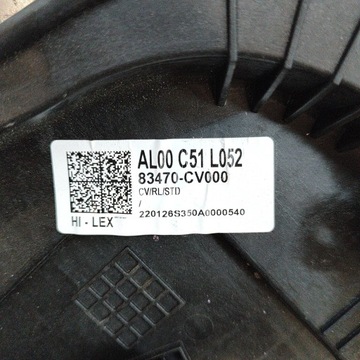 AL00 C51 L052
83470-CV000
CV/RL/STD
/
220126S350A0000540
HI - LEX